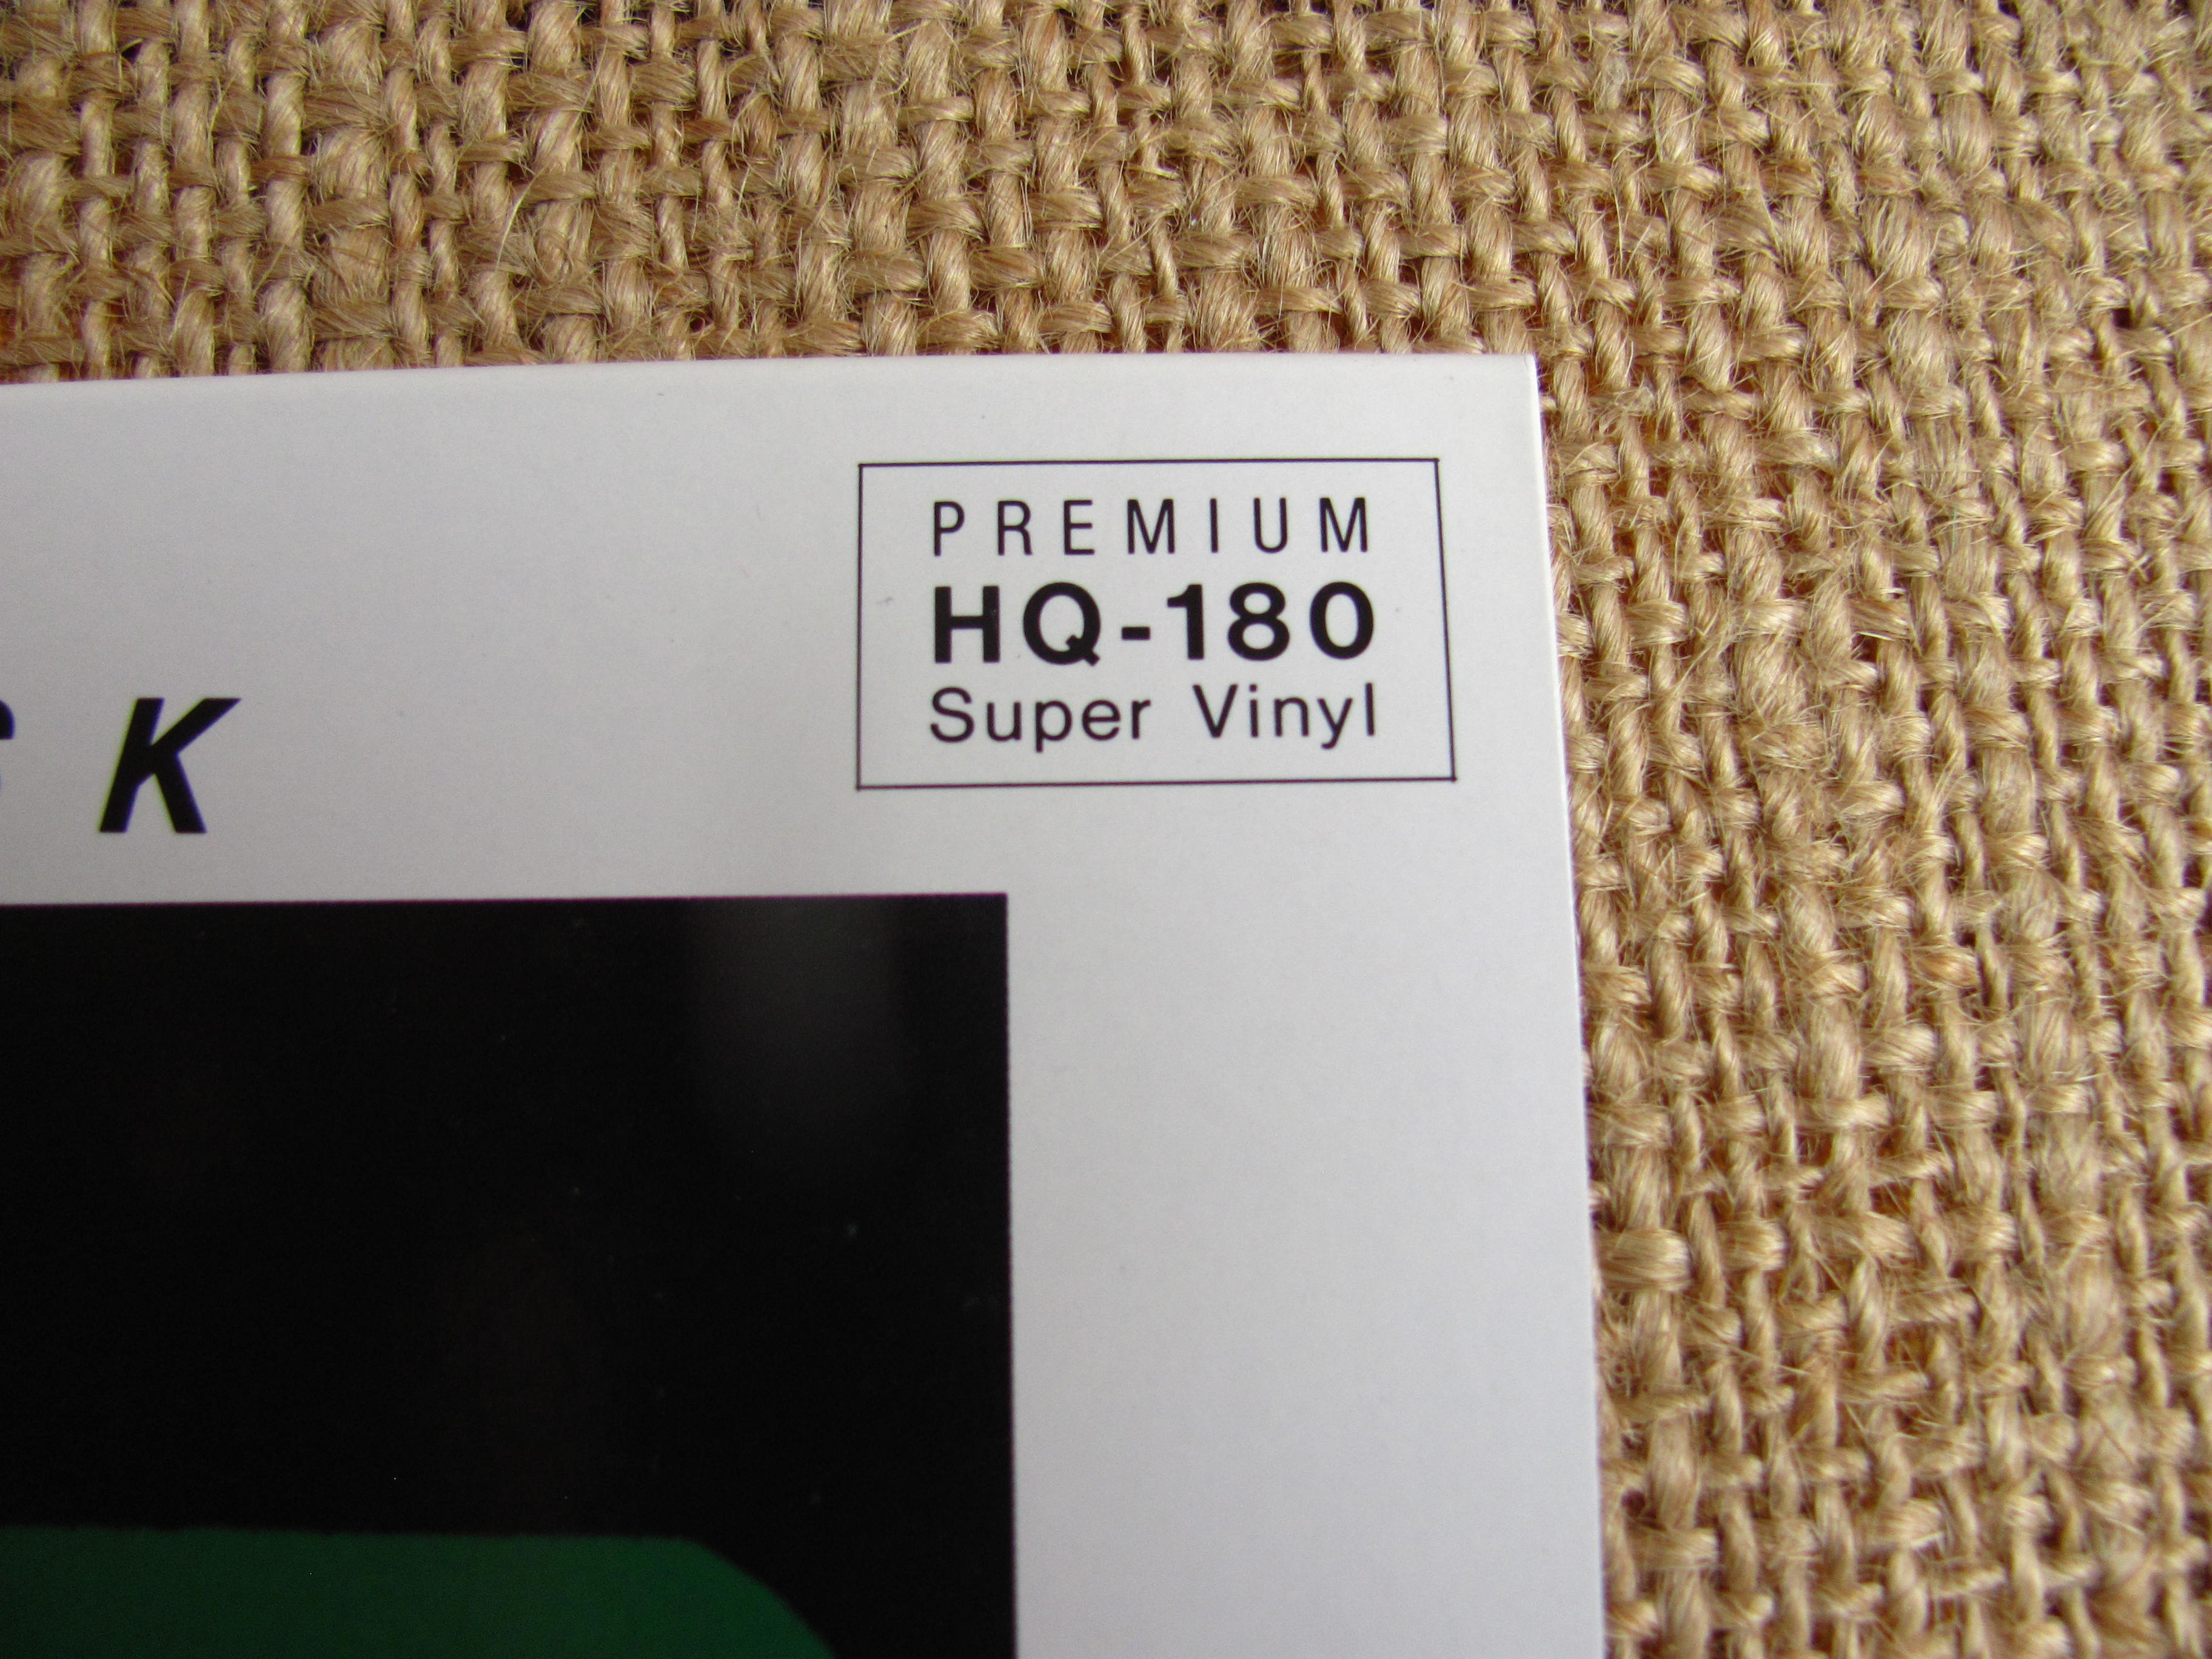 PREMIUM
HQ-180
Super Vinyl
K